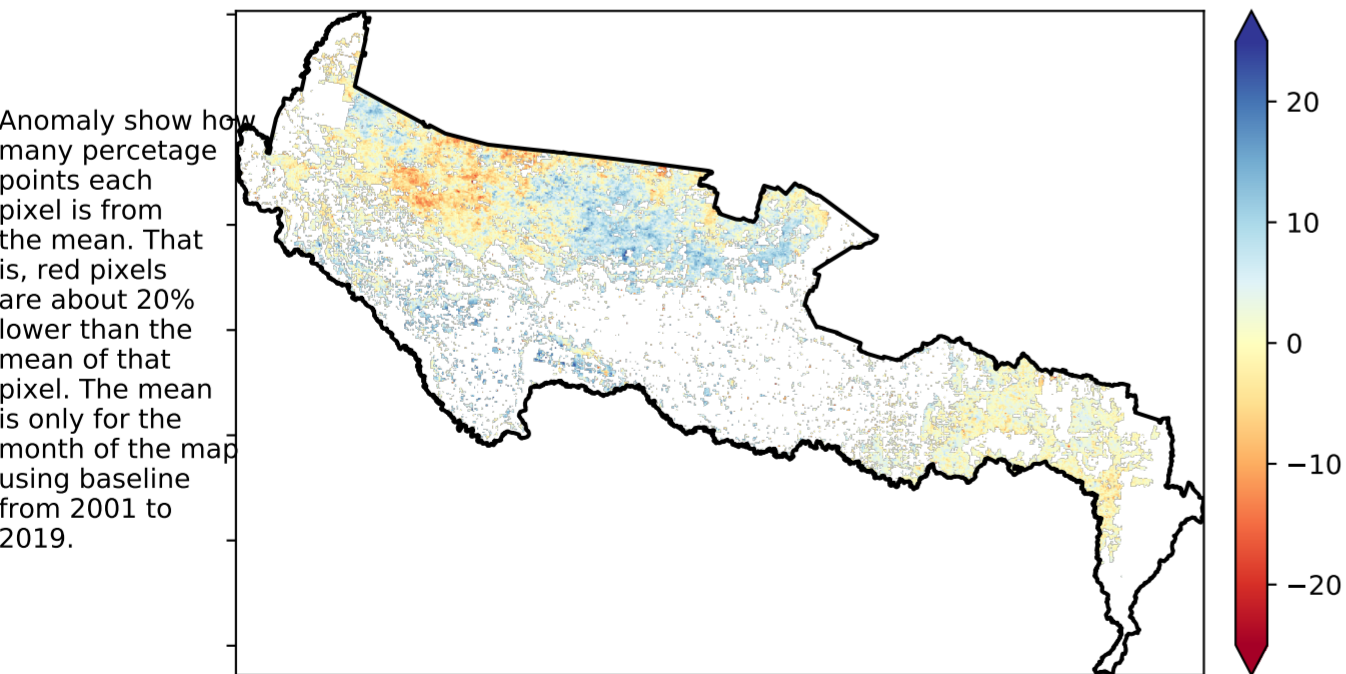 Anomaly show how
many percetage
points each
pixel is from
the mean. That
is, red pixels
are about 20%
lower than the
mean of that
pixel. The mean
is only for the
month of the map
using baseline
from 2001 to
2019.
20
10
0
−10
−20